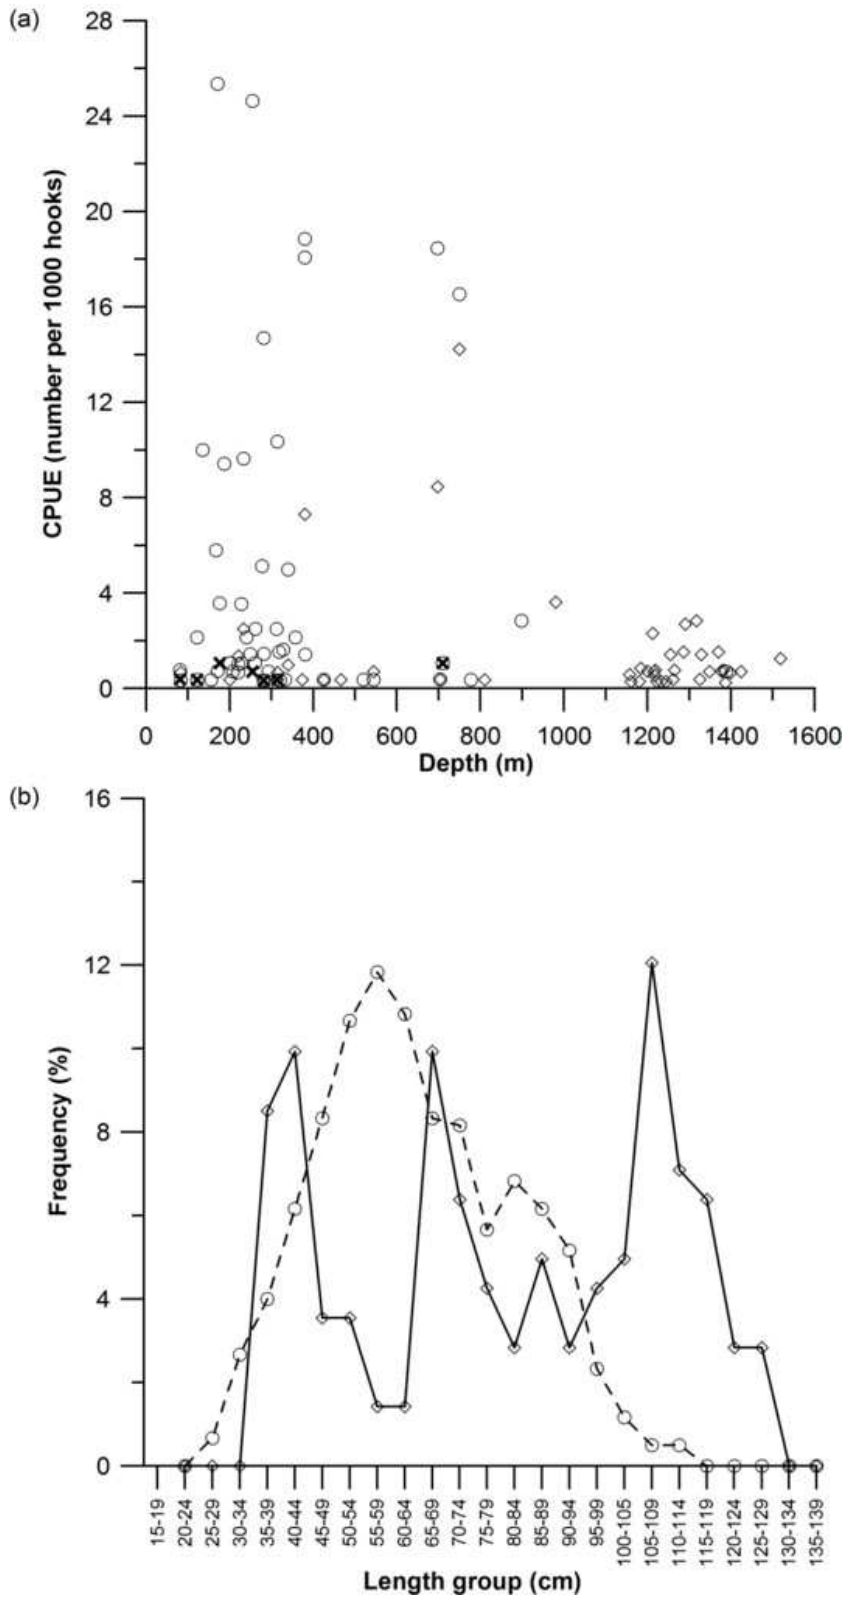 (a)
28
24
20
16
12
8
4
0
CPUE (number per 1000 hooks)
0 200 400 600 800 1000 1200 1400 1600
Depth (m)
(b)
16
12
8
4
0
Frequency (%)
15-19 20-24 25-29 30-34 35-39 40-44 45-49 50-54 55-59 60-64 65-69 70-74 75-79 80-84 85-89 90-94 95-99 100-105 105-109 110-114 115-119 120-124 125-129 130-134 135-139
Length group (cm)